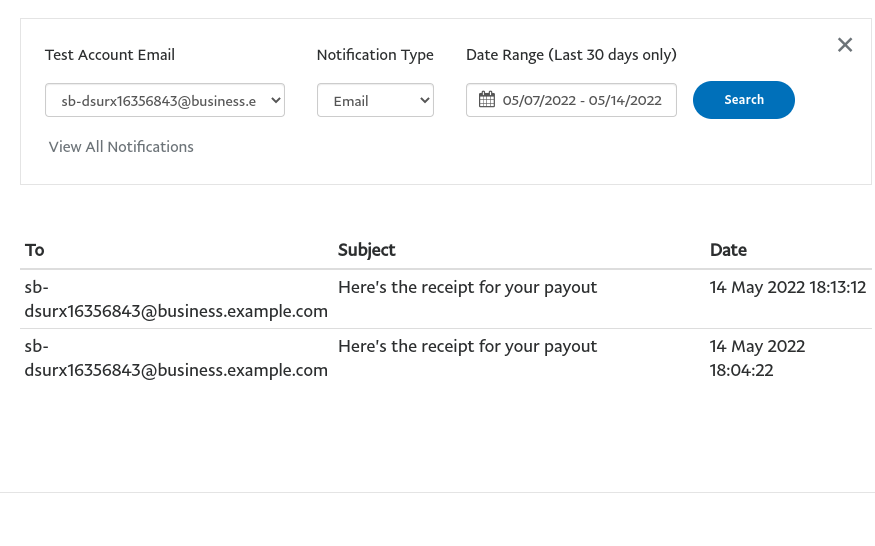 Test Account Email
Notification Type
Date Range (Last 30 days only)
sb-dsurx16356843@business.e
Email
05/07/2022 - 05/14/2022
Search
View All Notifications
To
Subject
Date
sb-
dsurx16356843@business.example.com
Here's the receipt for your payout
14 May 2022 18:13:12
sb-
dsurx16356843@business.example.com
Here's the receipt for your payout
14 May 2022
18:04:22